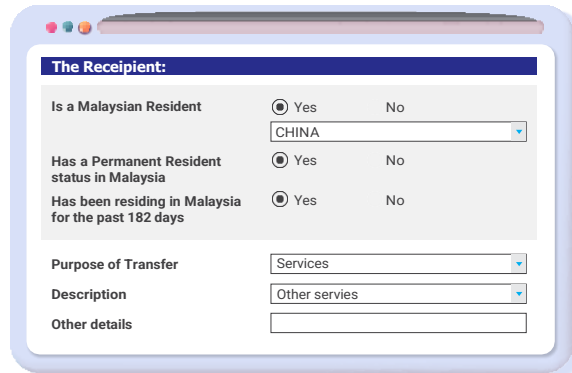 The Receipient:
Is a Malaysian Resident Yes No
CHINA
Has a Permanent Resident Yes No
status in Malaysia
Has been residing in Malaysia Yes No
for the past 182 days
Purpose of Transfer Services
Description Other servies
Other details